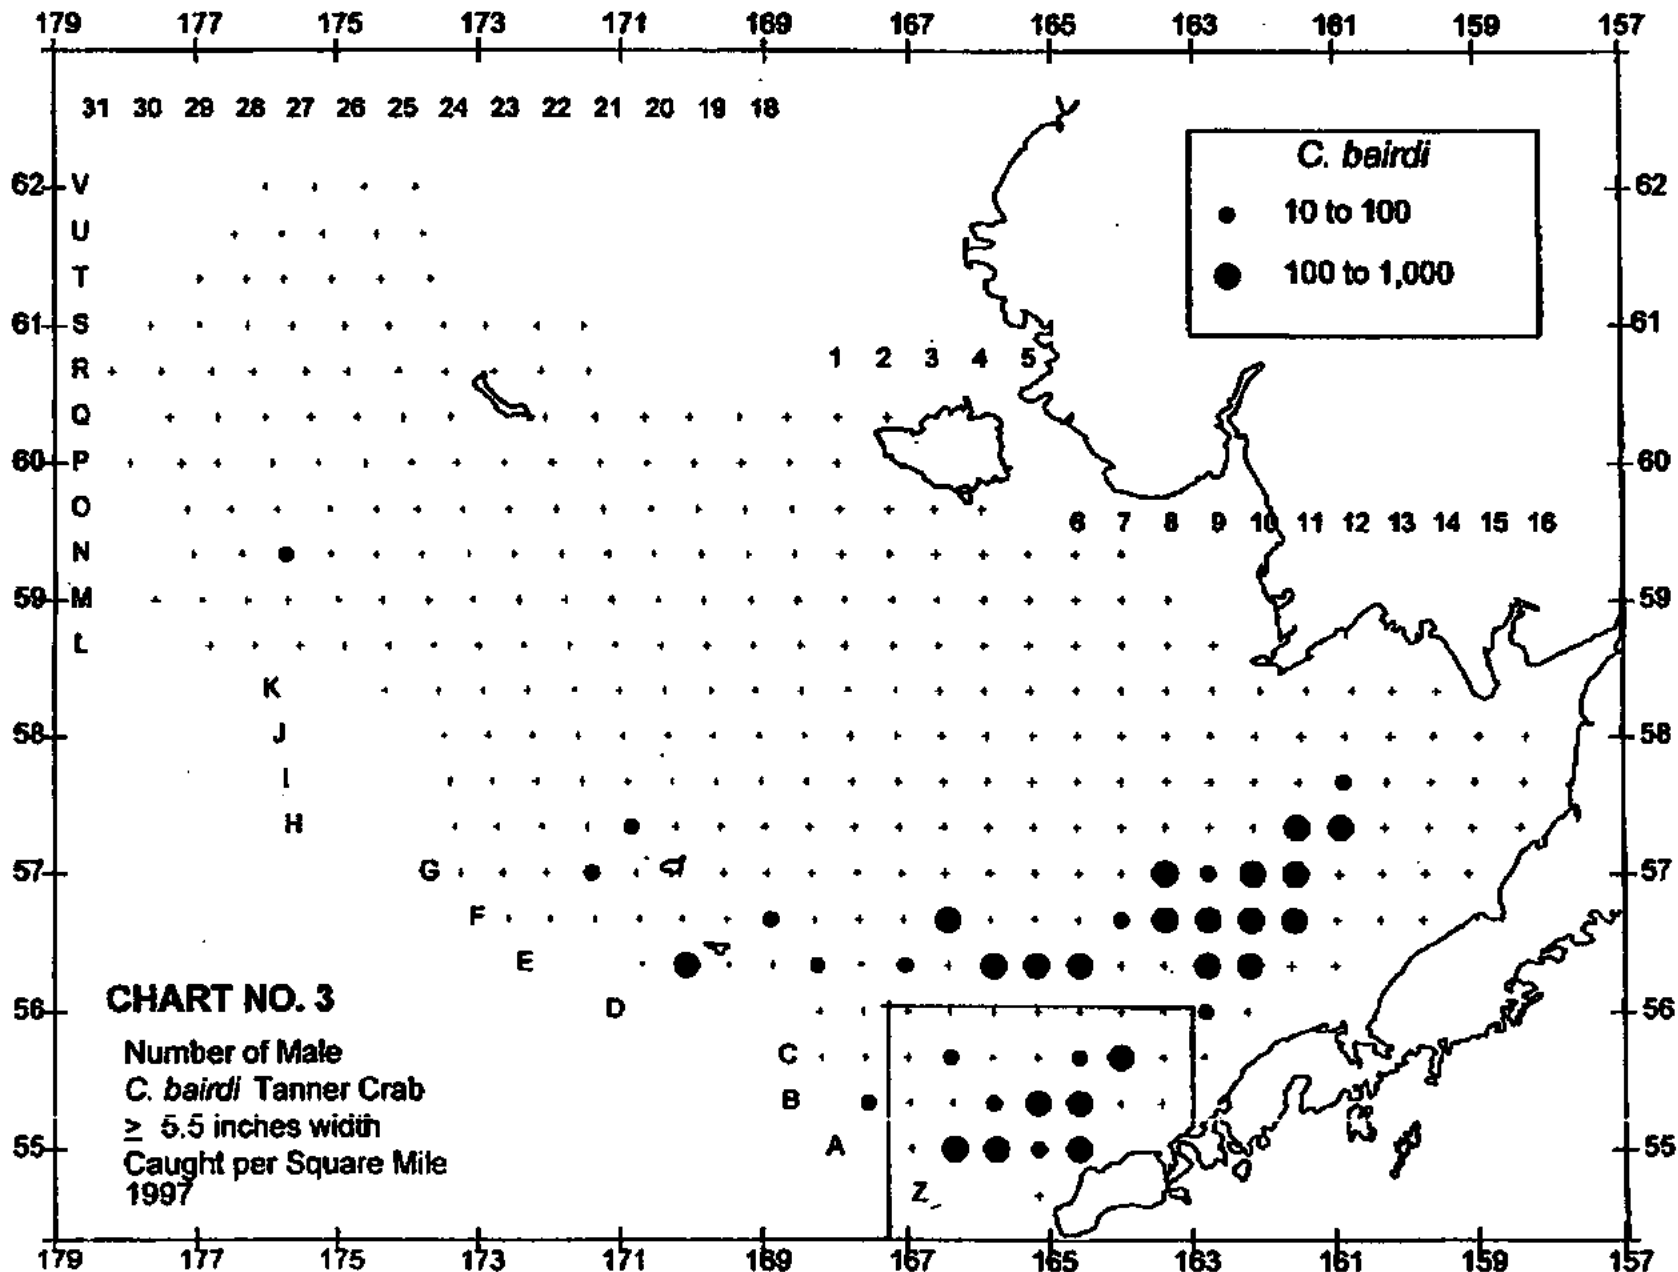 179 177 175 173 171 169 167 165 163 161 159 157
31 30 29 28 27 26 25 24 23 22 21 20 19 18
C. bairdi
10 to 100
100 to 1,000
62 V 62
U
T
61 S 61
1 2 3 4 5
R
Q
60 P 60
O
6 7 8 9 10 11 12 13 14 15 16
N
59 M 59
L
K
58 J 58
I
H
57 G 57
F
E
CHART NO. 3
56 D 56
Number of Male
C
C. bairdi Tanner Crab
B
≥ 5.5 inches width
55 A 55
Caught per Square Mile
1997
Z
179 177 175 173 171 169 167 165 163 161 159 157